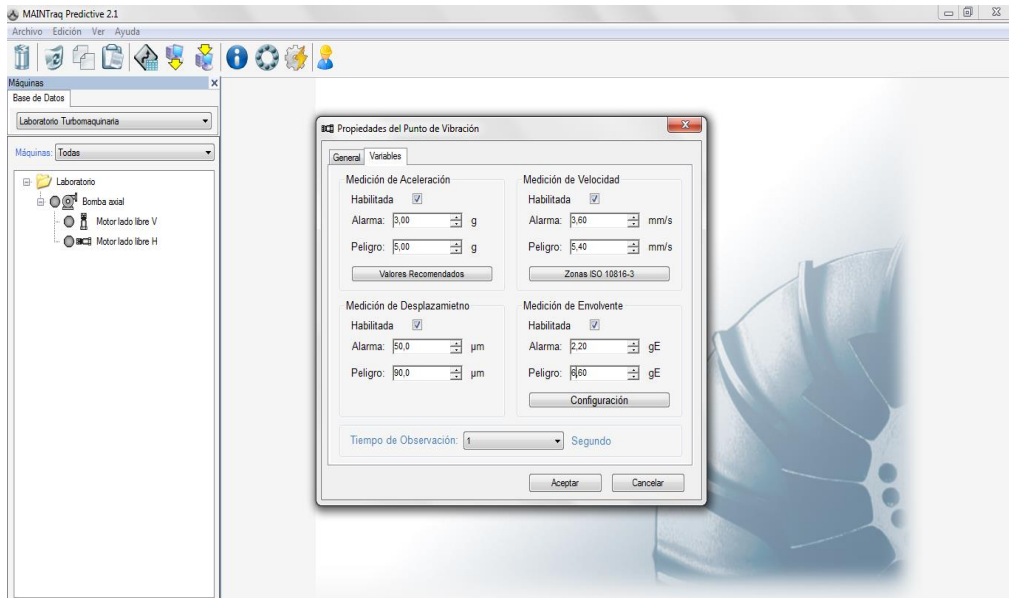 MAINTraq Predictive 2.1
Archivo Edición Ver Ayuda
Máquinas
Base de Datos
Laboratorio Turbomaquinaria
Máquinas: Todas
Laboratorio
Bomba axial
Motor lado libre V
Motor lado libre H
Propiedades del Punto de Vibración
General Variables
Medición de Aceleración
Habilitada
Alarma: 3,00 g
Peligro: 5,00 g
Valores Recomendados
Medición de Velocidad
Habilitada
Alarma: 3,60 mm/s
Peligro: 5,40 mm/s
Zonas ISO 10816-3
Medición de Desplazamietno
Habilitada
Alarma: 50,0 µm
Peligro: 90,0 µm
Medición de Envolvente
Habilitada
Alarma: 2,20 gE
Peligro: 6,60 gE
Configuración
Tiempo de Observación: 1 Segundo
Aceptar Cancelar